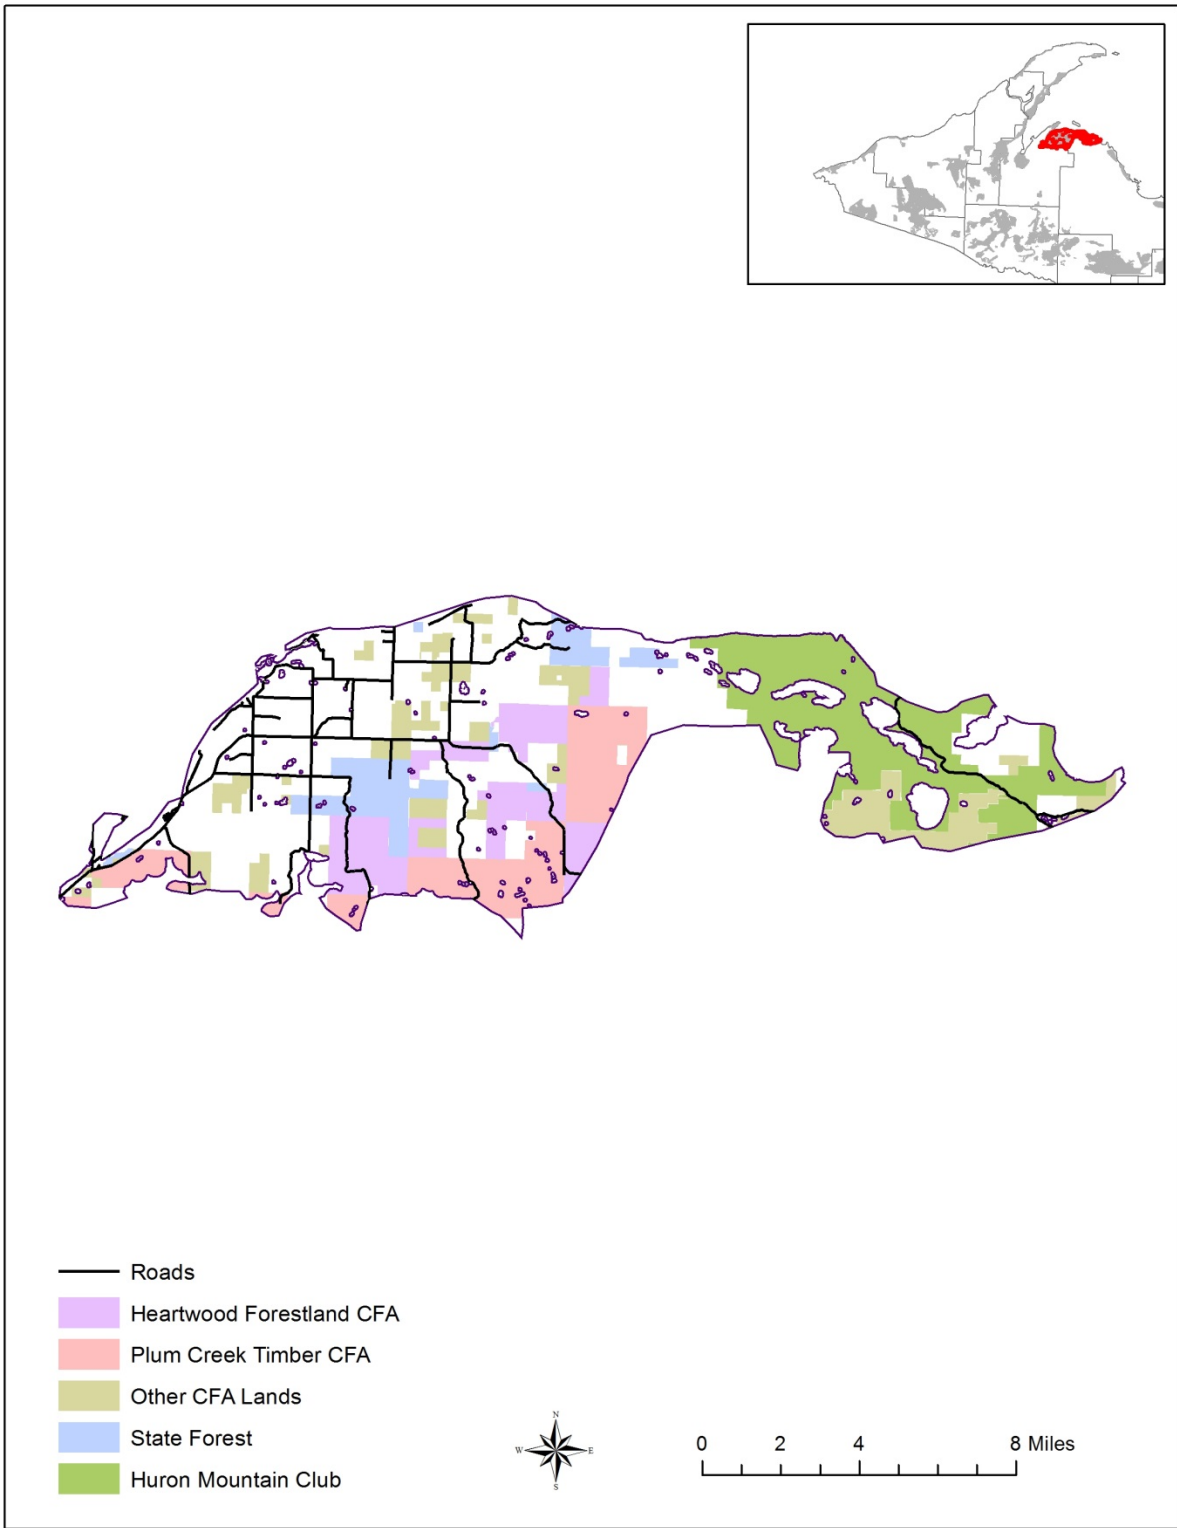 Roads
Heartwood Forestland CFA
Plum Creek Timber CFA
Other CFA Lands
State Forest
Huron Mountain Club
N
W E
S
0 2 4 8 Miles